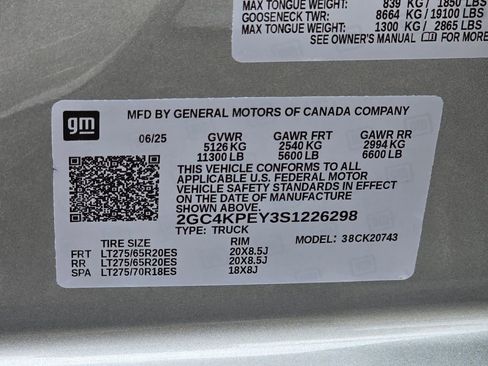 MAX TONGUE WEIGHT: 839 KG / 1850 LBS
GOOSENECK TWR: 8664 KG/19100 LBS
MAX TONGUE WEIGHT: 1300 KG / 2865 LBS
SEE OWNER'S MANUAL FOR MORE
gm
MFD BY GENERAL MOTORS OF CANADA COMPANY
06/25 GVWR GAWR FRT GAWR RR
5126 KG 2540 KG 2994 KG
11300 LB 5600 LB 6600 LB
THIS VEHICLE CONFORMS TO ALL
APPLICABLE U.S. FEDERAL MOTOR
VEHICLE SAFETY STANDARDS IN
EFFECT ON THE DATE OF
MANUFACTURE SHOWN ABOVE.
2GC4KPEY3S1226298
TYPE: TRUCK
TIRE SIZE RIM MODEL: 38CK20743
FRT LT275/65R20ES 20X8.5J
RR LT275/65R20ES 20X8.5J
SPA LT275/70R18ES 18X8J